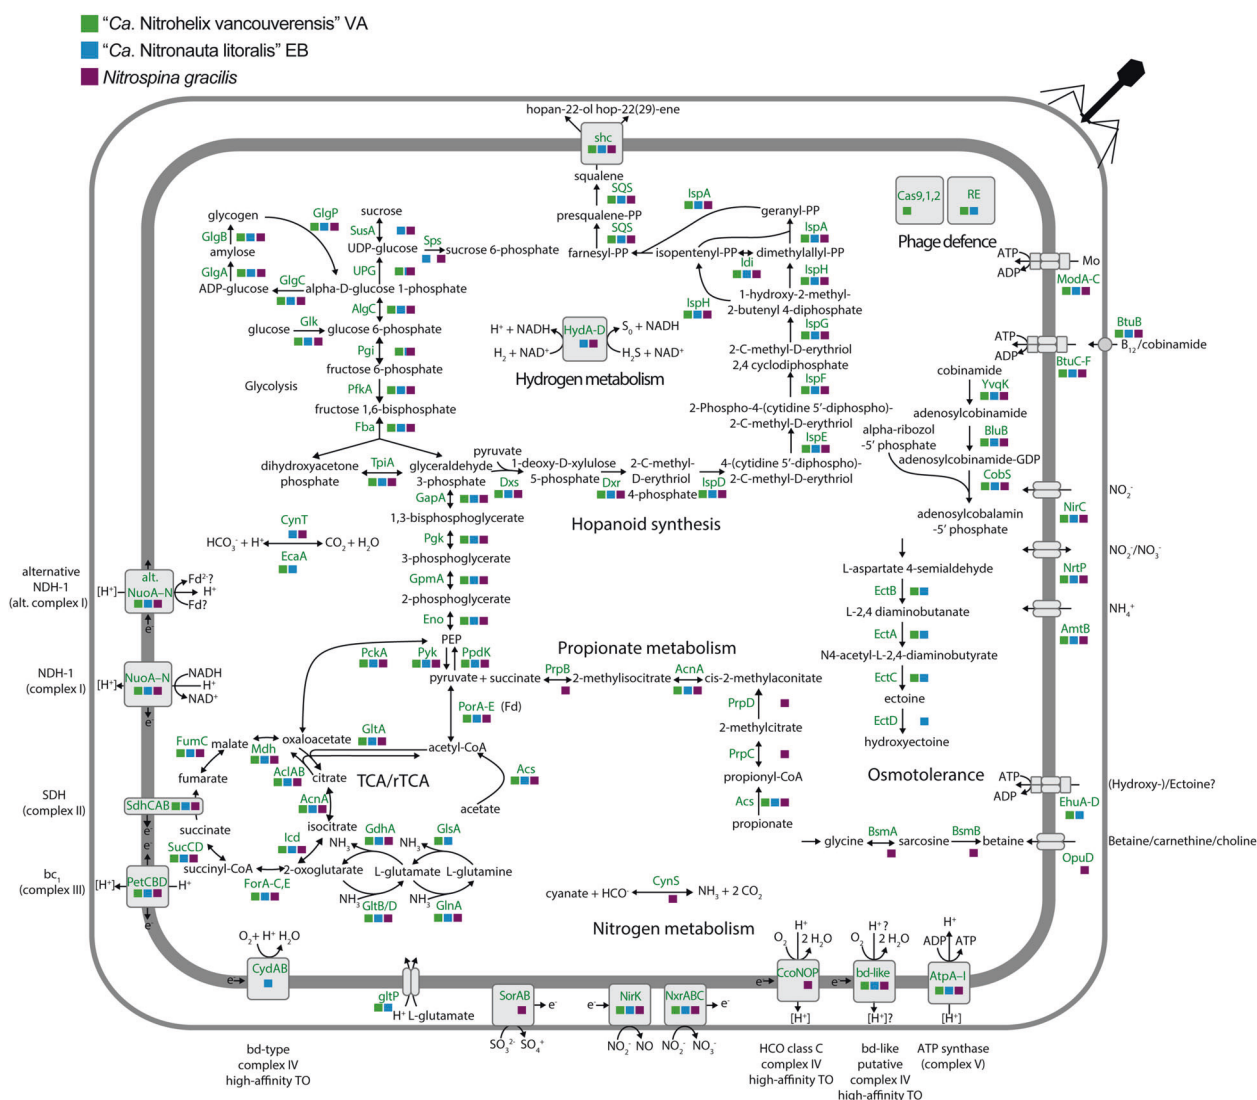 "Ca. Nitrohelix vancouverensis" VA
"Ca. Nitronauta litoralis" EB
Nitrospina gracilis
hopan-22-ol hop-22(29)-ene
shc
squalene
SQS
presqualene-PP
SQS
farnesyl-PP
IspA
geranyl-PP
IspA
isopentenyl-PP
dimethylallyl-PP
Idi
IspH
IspH
1-hydroxy-2-methyl-
2-butenyl 4-diphosphate
IspG
2-C-methyl-D-erythriol
2,4 cyclodiphosphate
IspF
2-Phospho-4-(cytidine 5'-diphospho)-
2-C-methyl-D-erythriol
IspE
4-(cytidine 5'-diphospho)-
2-C-methyl-D-erythriol
IspD
2-C-methyl-
D-erythriol
4-phosphate
Dxr
1-deoxy-D-xylulose
5-phosphate
Dxs
pyruvate
Hopanoid synthesis
Cas9,1,2
RE
Phage defence
glycogen
GlgP
sucrose
GlgB
SusA
amylose
UDP-glucose
Sps
sucrose 6-phosphate
GlgA
GlgC
UPG
ADP-glucose
alpha-D-glucose 1-phosphate
AlgC
glucose
Glk
glucose 6-phosphate
Pgi
fructose 6-phosphate
Glycolysis
PfkA
fructose 1,6-bisphosphate
Fba
dihydroxyacetone
phosphate
TpiA
glyceraldehyde
3-phosphate
GapA
1,3-bisphosphoglycerate
Pgk
3-phosphoglycerate
GpmA
2-phosphoglycerate
Eno
PEP
PckA
Pyk
PpdK
pyruvate + succinate
PorA-E (Fd)
acetyl-CoA
Acs
acetate
H⁺ + NADH
S₀ + NADH
HydA-D
H₂ + NAD⁺
H₂S + NAD⁺
Hydrogen metabolism
CynT
HCO₃⁻ + H⁺
CO₂ + H₂O
EcaA
ATP
ADP
Mo
ModA-C
BtuB
ATP
ADP
B₁₂/cobinamide
BtuC-F
cobinamide
YvqK
adenosylcobinamide
alpha-ribozol
-5' phosphate
BluB
adenosylcobinamide-GDP
CobS
adenosylcobalamin
-5' phosphate
NO₂⁻
NirC
NO₂⁻/NO₃⁻
NrtP
NH₄⁺
AmtB
L-aspartate 4-semialdehyde
EctB
L-2,4 diaminobutanate
EctA
N4-acetyl-L-2,4-diaminobutyrate
EctC
ectoine
EctD
hydroxyectoine
Osmotolerance
ATP
ADP
(Hydroxy-)/Ectoine?
EhuA-D
glycine
BsmA
sarcosine
BsmB
betaine
Betaine/carnethine/choline
OpuD
Propionate metabolism
PrpB
2-methylisocitrate
AcnA
cis-2-methylaconitate
PrpD
2-methylcitrate
PrpC
propionyl-CoA
Acs
propionate
alternative
NDH-1
(alt. complex I)
[H⁺]
alt.
NuoA–N
Fd²⁻?
H⁺
Fd?
e⁻
NDH-1
(complex I)
[H⁺]
NuoA–N
NADH
H⁺
NAD⁺
e⁻
SDH
(complex II)
SdhCAB
e⁻
bc₁
(complex III)
[H⁺]
PetCBD
H⁺
e⁻
FumC
malate
Mdh
oxaloacetate
GltA
AclAB
citrate
TCA/rTCA
fumarate
AcnA
isocitrate
succinate
SucCD
succinyl-CoA
Icd
ForA-C,E
2-oxoglutarate
NH₃
GdhA
NH₃
GlsA
L-glutamate
L-glutamine
NH₃
GltB/D
NH₃
GlnA
cyanate + HCO⁻
CynS
NH₃ + 2 CO₂
Nitrogen metabolism
O₂ + H⁺ H₂O
e⁻
CydAB
bd-type
complex IV
high-affinity TO
gltP
H⁺ L-glutamate
SorAB
e⁻
SO₃²⁻ SO₄⁺
e⁻
NirK
NO₂⁻ NO
NxrABC
e⁻
NO₂⁻ NO₃⁻
H⁺
O₂ 2 H₂O
e⁻
CcoNOP
[H⁺]
HCO class C
complex IV
high-affinity TO
H⁺?
O₂ 2 H₂O
e⁻
bd-like
[H⁺]?
bd-like
putative
complex IV
high-affinity TO
H⁺
ADP ATP
AtpA–I
[H⁺]
ATP synthase
(complex V)